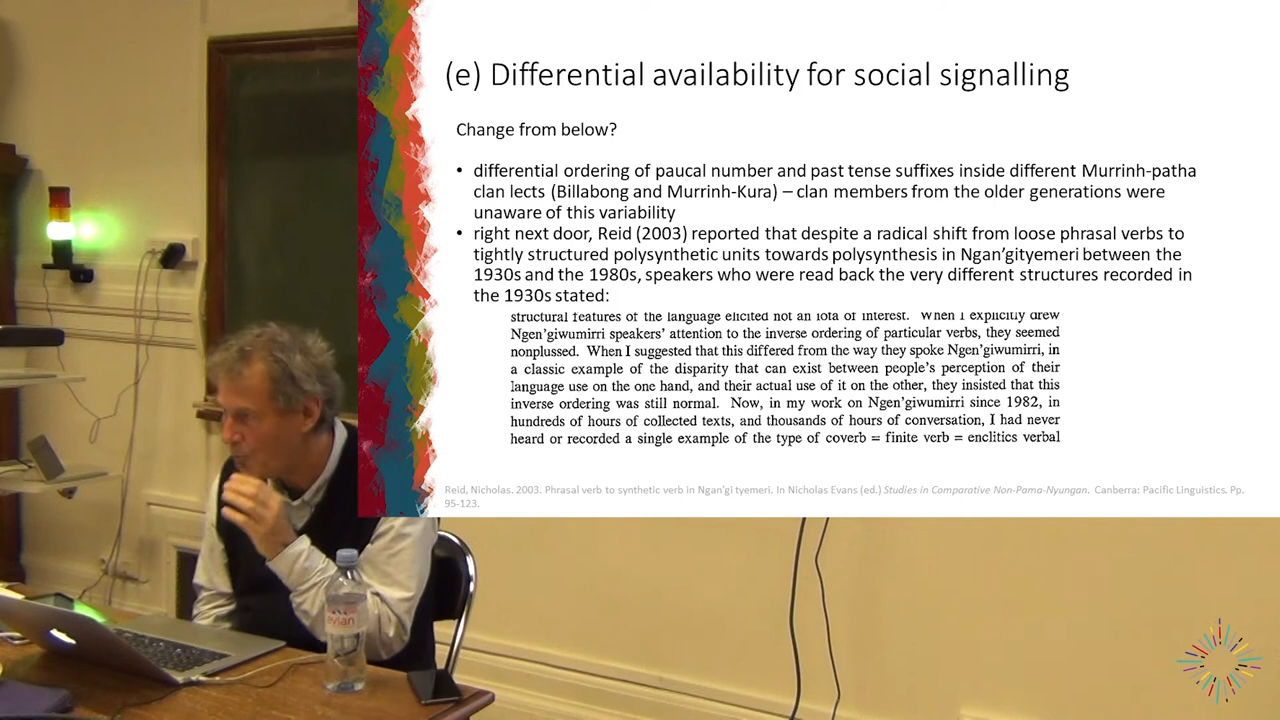 (e) Differential availability for social signalling
Change from below?
• differential ordering of paucal number and past tense suffixes inside different Murrinh-patha
clan lects (Billabong and Murrinh-Kura) – clan members from the older generations were
unaware of this variability
• right next door, Reid (2003) reported that despite a radical shift from loose phrasal verbs to
tightly structured polysynthetic units towards polysynthesis in Ngan’gityemeri between the
1930s and the 1980s, speakers who were read back the very different structures recorded in
the 1930s stated:
structural features of the language elicited not an iota of interest. When I explicitly drew
Ngen'giwumirri speakers' attention to the inverse ordering of particular verbs, they seemed
nonplussed. When I suggested that this differed from the way they spoke Ngen'giwumirri, in
a classic example of the disparity that can exist between people's perception of their
language use on the one hand, and their actual use of it on the other, they insisted that this
inverse ordering was still normal. Now, in my work on Ngen'giwumirri since 1982, in
hundreds of hours of collected texts, and thousands of hours of conversation, I had never
heard or recorded a single example of the type of coverb = finite verb = enclitics verbal
Reid, Nicholas. 2003. Phrasal verb to synthetic verb in Ngan’gi tyemeri. In Nicholas Evans (ed.) Studies in Comparative Non-Pama-Nyungan. Canberra: Pacific Linguistics. Pp.
95-123.
evian